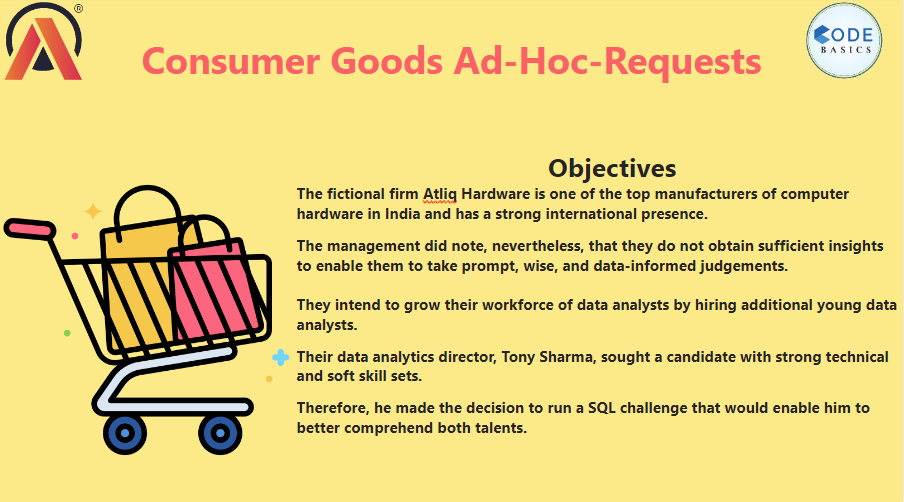 ®
CODE
BASICS
Consumer Goods Ad-Hoc-Requests
Objectives
The fictional firm Atliq Hardware is one of the top manufacturers of computer
hardware in India and has a strong international presence.
The management did note, nevertheless, that they do not obtain sufficient insights
to enable them to take prompt, wise, and data-informed judgements.
They intend to grow their workforce of data analysts by hiring additional young data
analysts.
Their data analytics director, Tony Sharma, sought a candidate with strong technical
and soft skill sets.
Therefore, he made the decision to run a SQL challenge that would enable him to
better comprehend both talents.